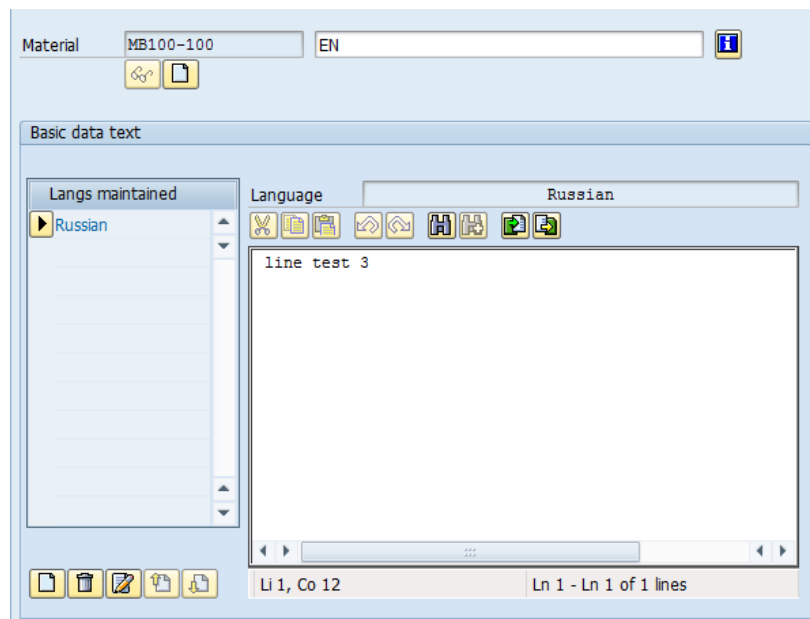 Material MB100-100 EN
Basic data text
Langs maintained
Language Russian
Russian
line test 3
Li 1, Co 12 Ln 1 - Ln 1 of 1 lines